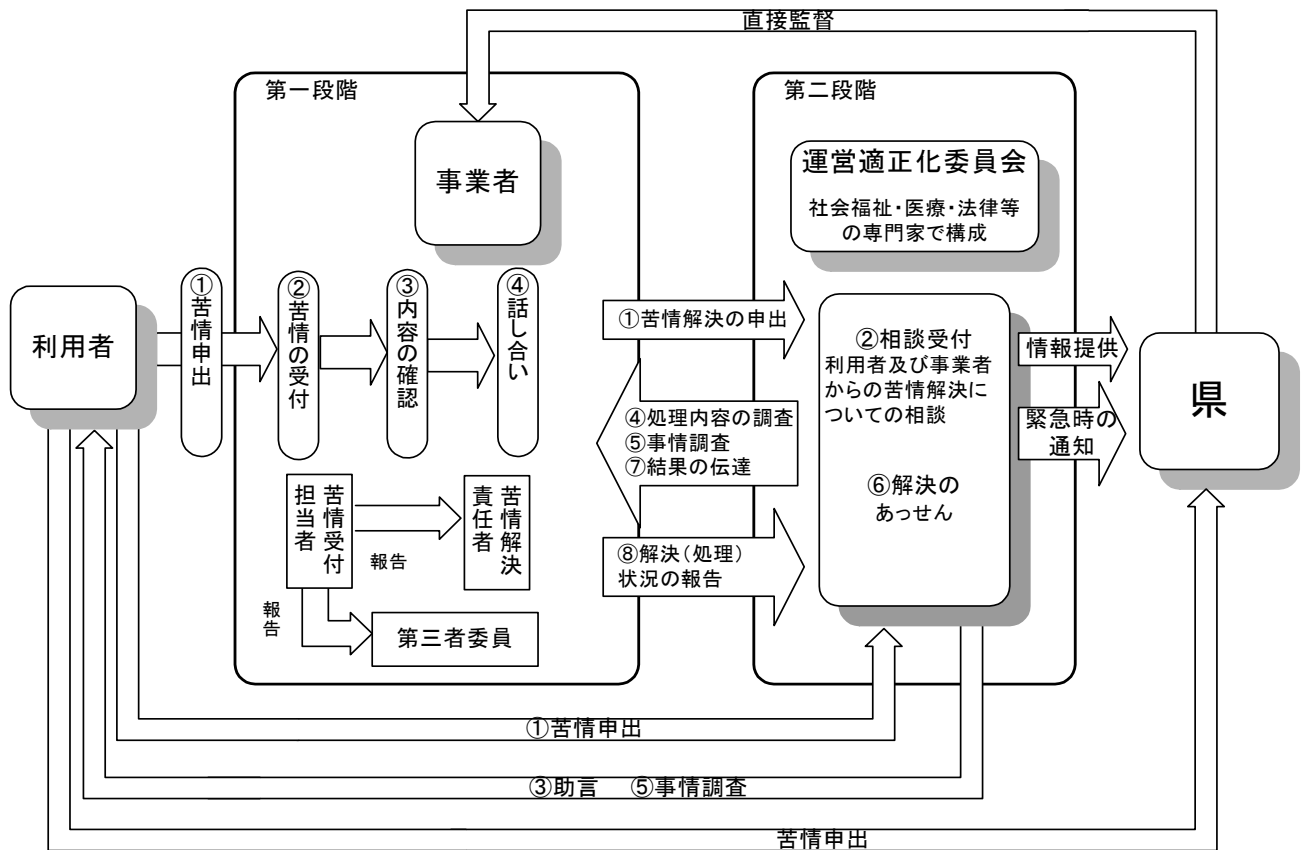 直接監督
第一段階
事業者
利用者
①苦情申出
②苦情の受付
③内容の確認
④話し合い
苦情受付
担当者
報告
苦情解決
責任者
報告
第三者委員
①苦情解決の申出
④処理内容の調査
⑤事情調査
⑦結果の伝達
⑧解決(処理)
状況の報告
第二段階
運営適正化委員会
社会福祉・医療・法律等
の専門家で構成
②相談受付
利用者及び事業者
からの苦情解決に
ついての相談
⑥解決の
あっせん
情報提供
緊急時の
通知
県
①苦情申出
③助言 ⑤事情調査
苦情申出